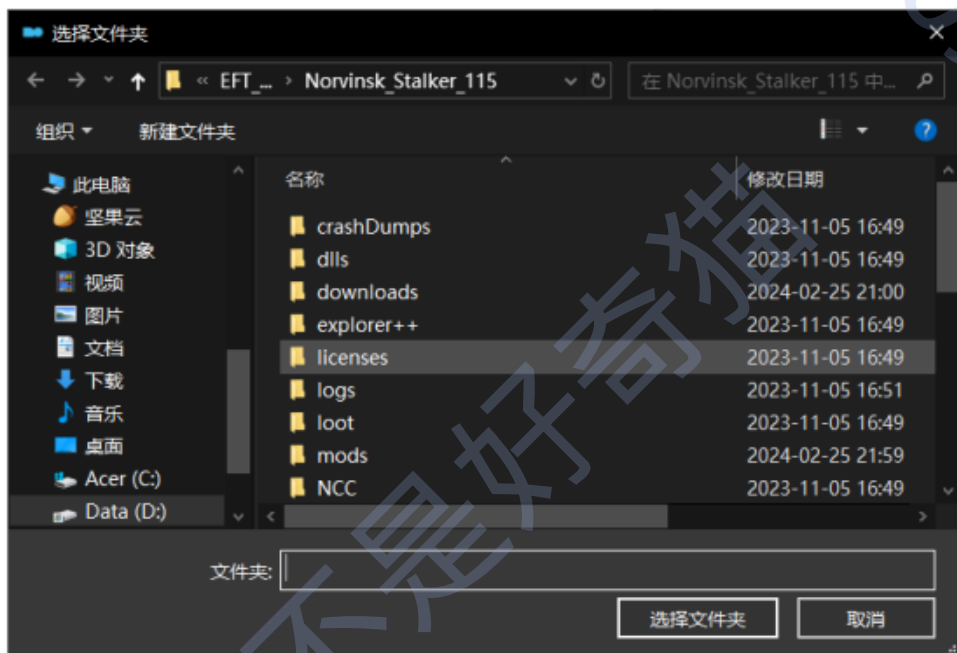 选择文件夹
« EFT_... › Norvinsk_Stalker_115
在 Norvinsk_Stalker_115 中...
组织
新建文件夹
名称
修改日期
此电脑
坚果云
3D 对象
视频
图片
文档
下载
音乐
桌面
Acer (C:)
Data (D:)
crashDumps 2023-11-05 16:49
dlls 2023-11-05 16:49
downloads 2024-02-25 21:00
explorer++ 2023-11-05 16:49
licenses 2023-11-05 16:49
logs 2023-11-05 16:51
loot 2023-11-05 16:49
mods 2024-02-25 21:59
NCC 2023-11-05 16:49
文件夹:
选择文件夹
取消
不是好奇猫